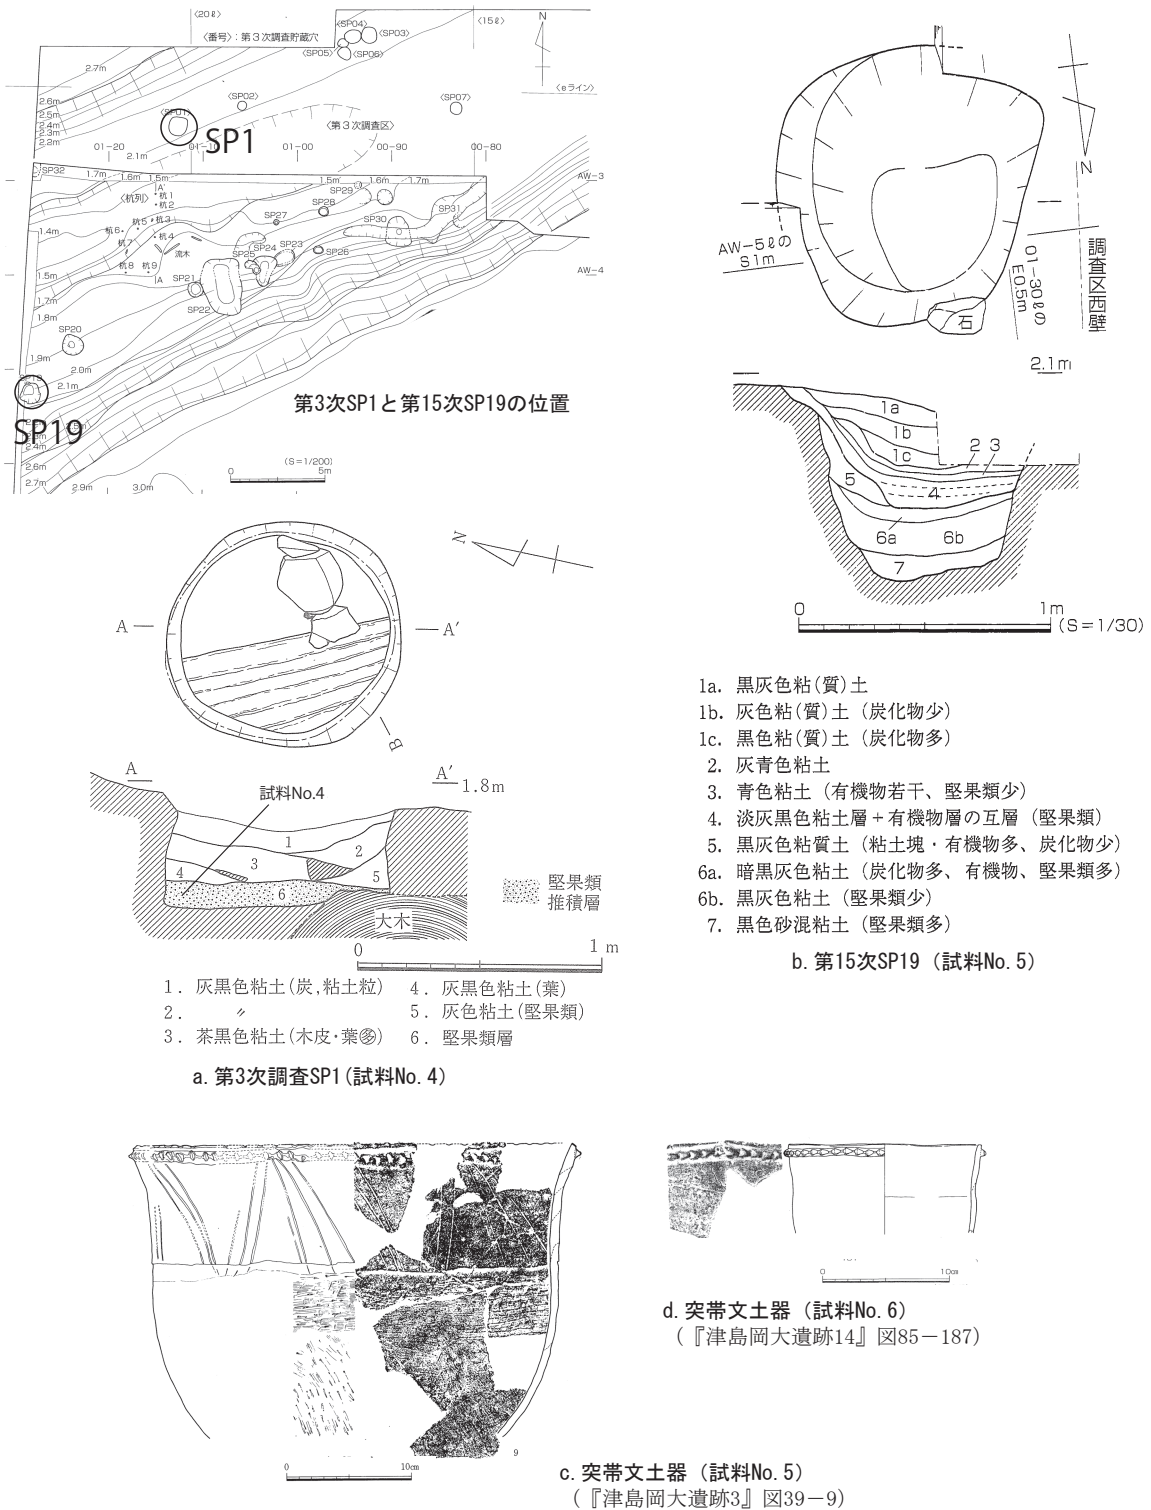 〈20ℓ〉
〈15ℓ〉
〈番号〉：第３次調査貯蔵穴
〈SP04〉
〈SP03〉
〈SP05〉
〈SP06〉
N
〈eライン〉
2.7m
2.6m
2.5m
2.4m
2.3m
2.2m
〈SP01〉
〈SP02〉
〈SP07〉
SP1
〈第３次調査区〉
2.1m
01-20
01-10
01-00
00-90
00-80
SP32
1.7m
1.6m
1.5m
A'
1.5m
1.6m
1.7m
AW-3
〈杭列〉
杭1
杭2
杭3
杭4
杭5
杭6
杭7
杭8
杭9
A
流木
SP29
SP28
SP27
SP30
SP31
SP26
SP25
SP24
SP23
SP21
SP22
AW-4
1.4m
1.5m
1.7m
1.8m
SP20
1.9m
2.0m
2.1m
SP19
2.4m
2.6m
2.7m
2.9m
3.0m
第3次SP1と第15次SP19の位置
(S=1/200)
0
5m
N
AW-5ℓの
S1m
01-30ℓの
E0.5m
調査区西壁
石
2.1m
1a
1b
1c
2
3
4
5
6a
6b
7
0
1m
(S=1/30)
1a. 黒灰色粘(質)土
1b. 灰色粘(質)土（炭化物少）
1c. 黒色粘(質)土（炭化物多）
2. 灰青色粘土
3. 青色粘土（有機物若干、堅果類少）
4. 淡灰黒色粘土層＋有機物層の互層（堅果類）
5. 黒灰色粘質土（粘土塊・有機物多、炭化物少）
6a. 暗黒灰色粘土（炭化物多、有機物、堅果類多）
6b. 黒灰色粘土（堅果類少）
7. 黒色砂混粘土（堅果類多）
b. 第15次SP19（試料No. 5）
N
A
A'
B
A
A'
1.8m
試料No.4
1
2
3
4
5
6
大木
堅果類
推積層
0
1 m
1. 灰黒色粘土(炭,粘土粒)
2. 〃
3. 茶黒色粘土(木皮・葉多)
4. 灰黒色粘土(葉)
5. 灰色粘土(堅果類)
6. 堅果類層
a. 第3次調査SP1(試料No. 4)
9
0
10cm
c. 突帯文土器（試料No. 5）
（『津島岡大遺跡3』図39－9）
0
10cm
d. 突帯文土器（試料No. 6）
（『津島岡大遺跡14』図85－187）